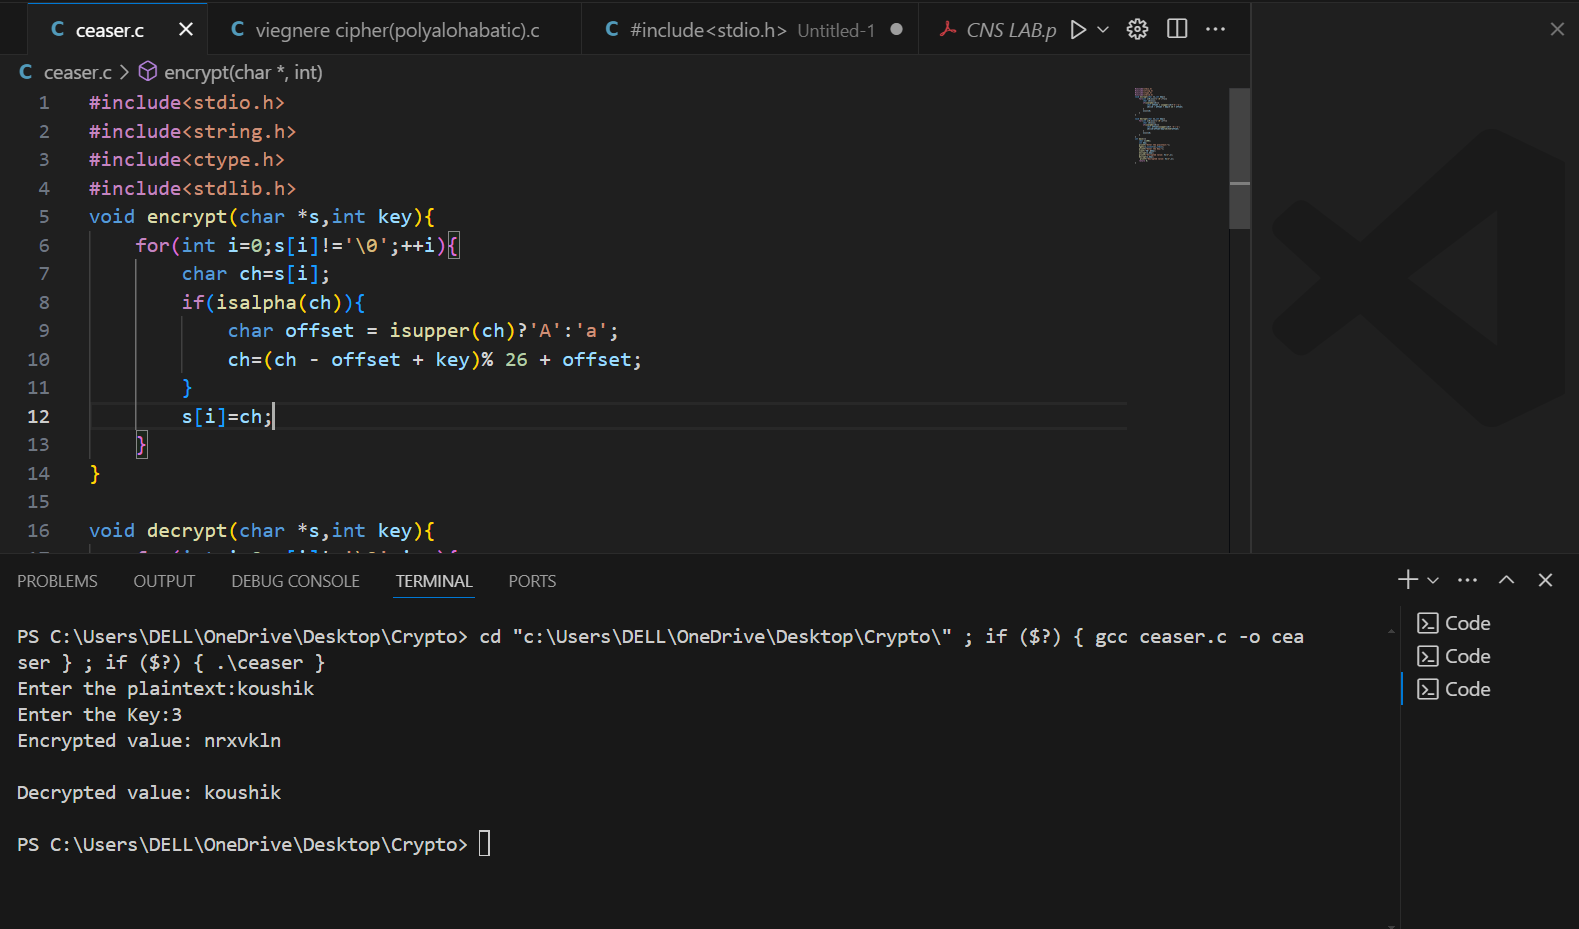 C ceaser.c × C viegnere cipher(polyalohabatic).c C #include<stdio.h> Untitled-1 ● CNS LAB.p
C ceaser.c > encrypt(char *, int)
1 #include<stdio.h>
2 #include<string.h>
3 #include<ctype.h>
4 #include<stdlib.h>
5 void encrypt(char *s,int key){
6 for(int i=0;s[i]!='\0';++i){
7 char ch=s[i];
8 if(isalpha(ch)){
9 char offset = isupper(ch)?'A':'a';
10 ch=(ch - offset + key)% 26 + offset;
11 }
12 s[i]=ch;
13 }
14 }
15
16 void decrypt(char *s,int key){
PROBLEMS OUTPUT DEBUG CONSOLE TERMINAL PORTS
PS C:\Users\DELL\OneDrive\Desktop\Crypto> cd "c:\Users\DELL\OneDrive\Desktop\Crypto\" ; if ($?) { gcc ceaser.c -o cea
ser } ; if ($?) { .\ceaser }
Enter the plaintext:koushik
Enter the Key:3
Encrypted value: nrxvkln
Decrypted value: koushik
PS C:\Users\DELL\OneDrive\Desktop\Crypto>
Code
Code
Code